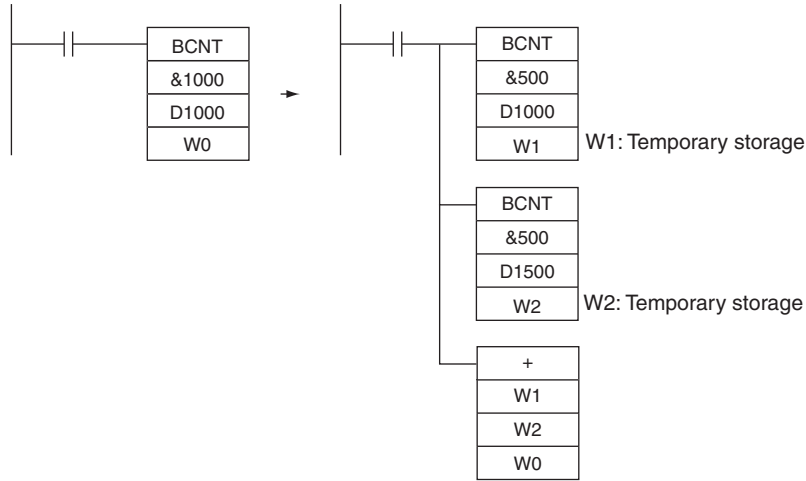 BCNT
&1000
D1000
W0
BCNT
&500
D1000
W1
W1: Temporary storage
BCNT
&500
D1500
W2
W2: Temporary storage
+
W1
W2
W0